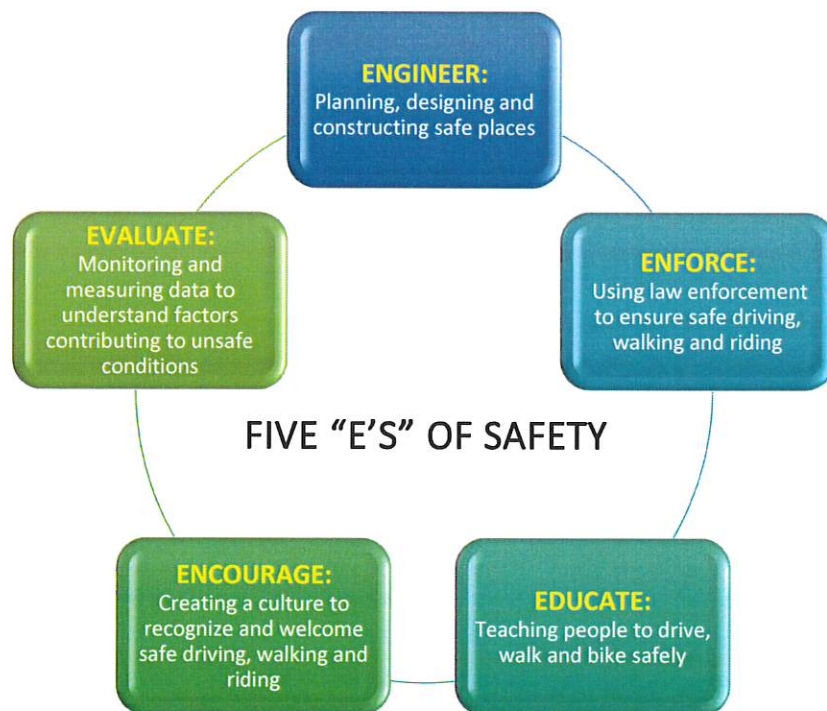 ENGINEER:
Planning, designing and
constructing safe places
ENFORCE:
Using law enforcement
to ensure safe driving,
walking and riding
EDUCATE:
Teaching people to drive,
walk and bike safely
ENCOURAGE:
Creating a culture to
recognize and welcome
safe driving, walking and
riding
EVALUATE:
Monitoring and
measuring data to
understand factors
contributing to unsafe
conditions
FIVE "E'S" OF SAFETY